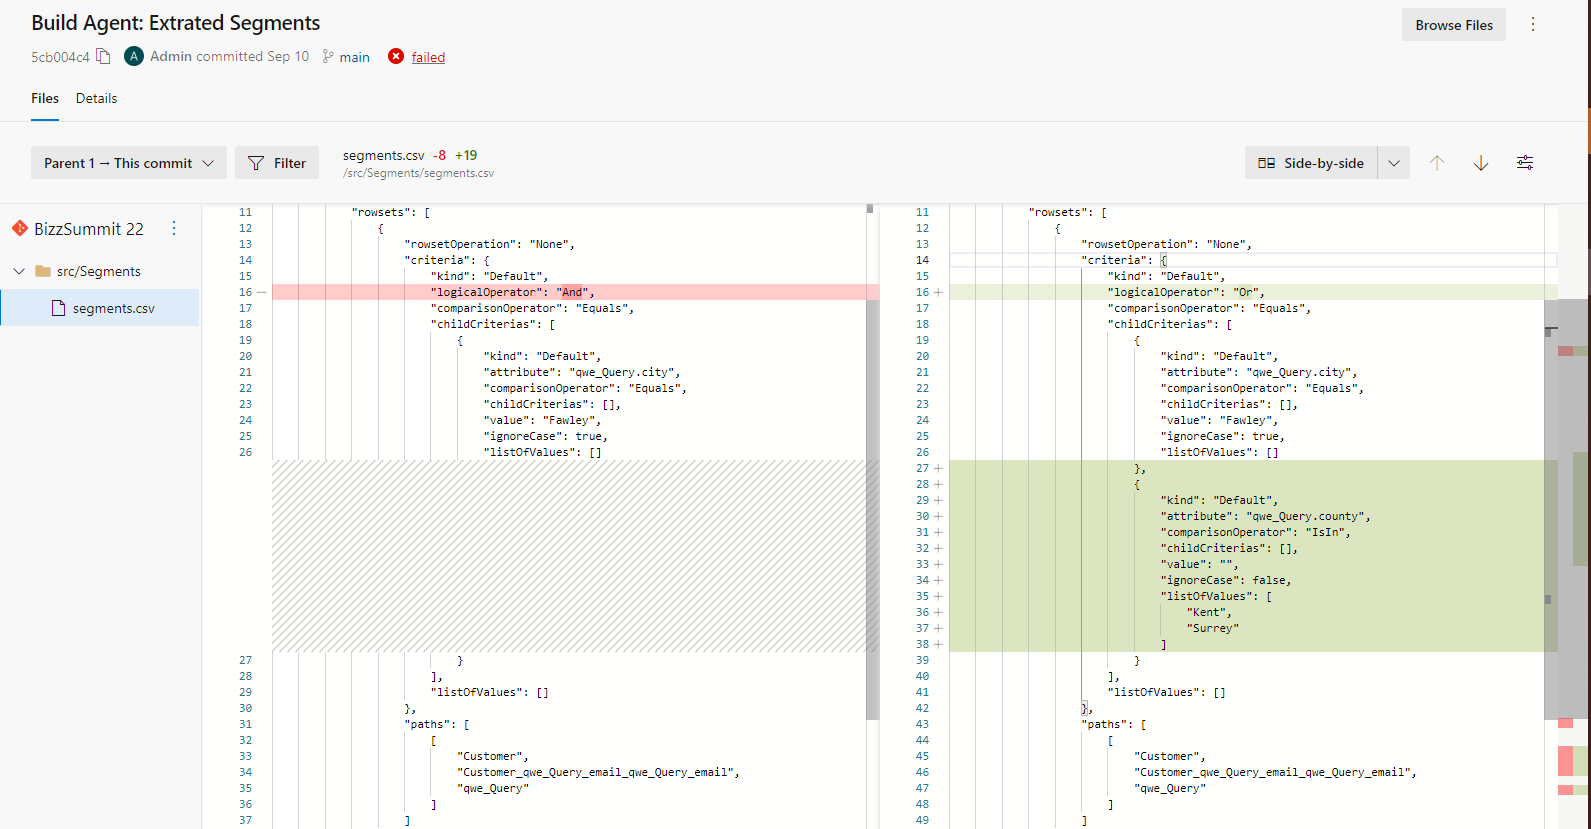 Build Agent: Extrated Segments
Browse Files
5cb004c4 A Admin committed Sep 10 main failed
Files Details
Parent 1 → This commit Filter segments.csv -8 +19
/src/Segments/segments.csv
Side-by-side
BizzSummit 22
src/Segments
segments.csv
11 "rowsets": [
12 {
13 "rowsetOperation": "None",
14 "criteria": {
15 "kind": "Default",
16 — "logicalOperator": "And",
17 "comparisonOperator": "Equals",
18 "childCriterias": [
19 {
20 "kind": "Default",
21 "attribute": "qwe_Query.city",
22 "comparisonOperator": "Equals",
23 "childCriterias": [],
24 "value": "Fawley",
25 "ignoreCase": true,
26 "listOfValues": []
27 }
28 ],
29 "listOfValues": []
30 },
31 "paths": [
32 [
33 "Customer",
34 "Customer_qwe_Query_email_qwe_Query_email",
35 "qwe_Query"
36 ]
37 ]
11 "rowsets": [
12 {
13 "rowsetOperation": "None",
14 "criteria": {
15 "kind": "Default",
16 + "logicalOperator": "Or",
17 "comparisonOperator": "Equals",
18 "childCriterias": [
19 {
20 "kind": "Default",
21 "attribute": "qwe_Query.city",
22 "comparisonOperator": "Equals",
23 "childCriterias": [],
24 "value": "Fawley",
25 "ignoreCase": true,
26 "listOfValues": []
27 + },
28 + {
29 + "kind": "Default",
30 + "attribute": "qwe_Query.county",
31 + "comparisonOperator": "IsIn",
32 + "childCriterias": [],
33 + "value": "",
34 + "ignoreCase": false,
35 + "listOfValues": [
36 + "Kent",
37 + "Surrey"
38 + ]
39 }
40 ],
41 "listOfValues": []
42 },
43 "paths": [
44 [
45 "Customer",
46 "Customer_qwe_Query_email_qwe_Query_email",
47 "qwe_Query"
48 ]
49 ]